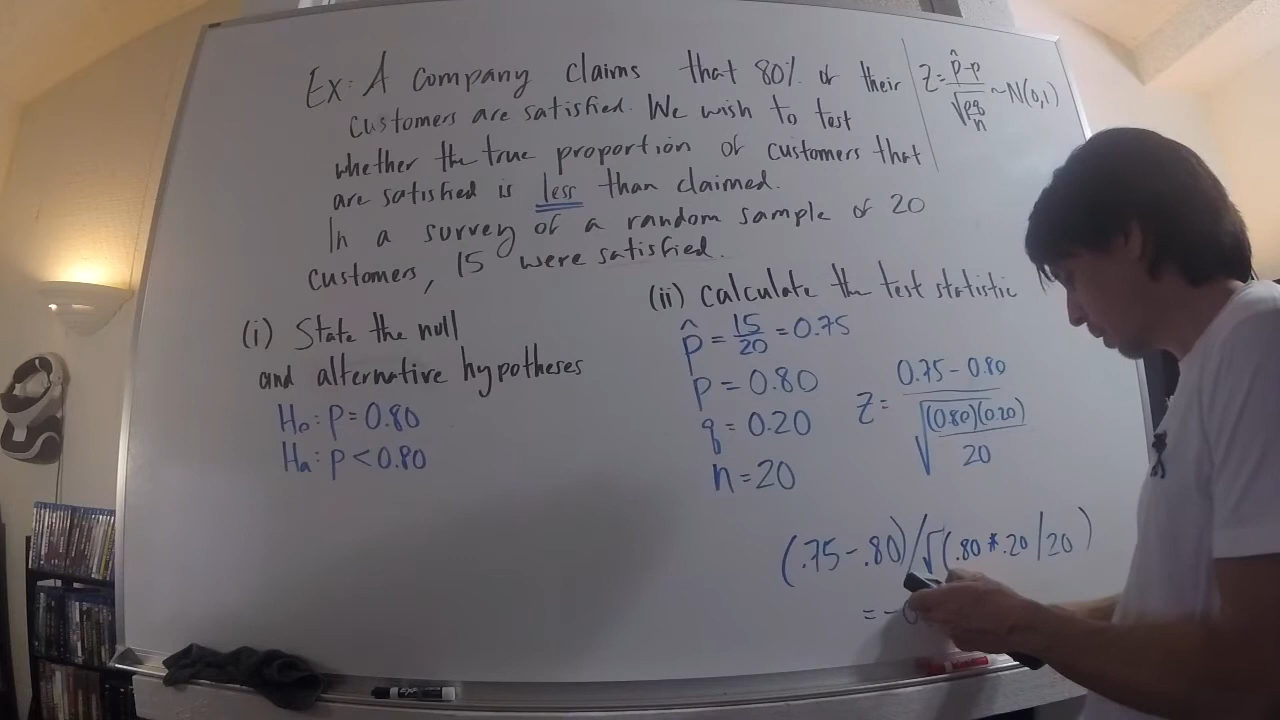 Ex: A company claims that 80% of their
customers are satisfied. We wish to test
whether the true proportion of customers that
are satisfied is less than claimed.
In a survey of a random sample of 20
customers, 15 were satisfied.
Z = p̂-p / √(pq/n) ~ N(0,1)
(i) State the null
and alternative hypotheses
H₀: p = 0.80
Hₐ: p < 0.80
(ii) Calculate the test statistic
p̂ = 15/20 = 0.75
p = 0.80
q = 0.20
n = 20
Z = 0.75 - 0.80 / √((0.80)(0.20)/20)
(.75-.80)/√(.80*.20/20)
= -0
EXPO